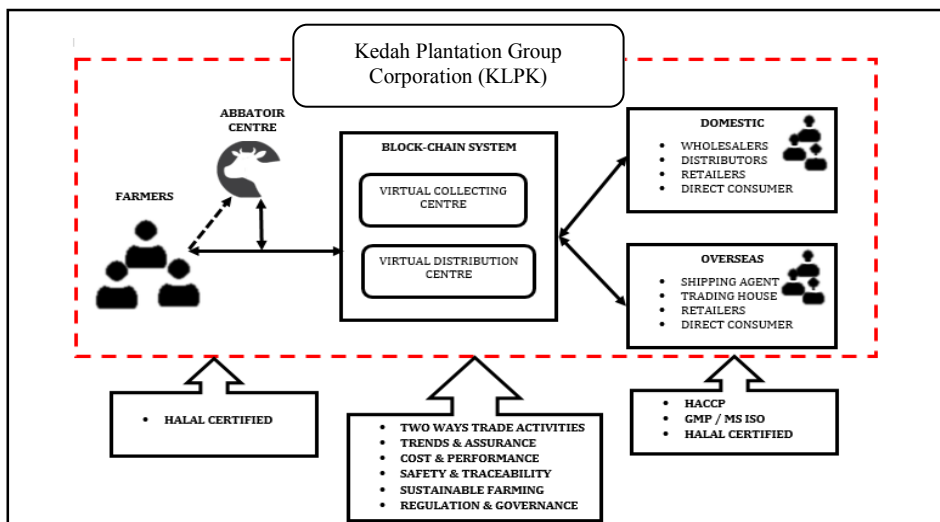 Kedah Plantation Group
Corporation (KLPK)
ABBATOIR
CENTRE
FARMERS
BLOCK-CHAIN SYSTEM
VIRTUAL COLLECTING
CENTRE
VIRTUAL DISTRIBUTION
CENTRE
DOMESTIC
• WHOLESALERS
• DISTRIBUTORS
• RETAILERS
• DIRECT CONSUMER
OVERSEAS
• SHIPPING AGENT
• TRADING HOUSE
• RETAILERS
• DIRECT CONSUMER
• HALAL CERTIFIED
• TWO WAYS TRADE ACTIVITIES
• TRENDS & ASSURANCE
• COST & PERFORMANCE
• SAFETY & TRACEABILITY
• SUSTAINABLE FARMING
• REGULATION & GOVERNANCE
• HACCP
• GMP / MS ISO
• HALAL CERTIFIED